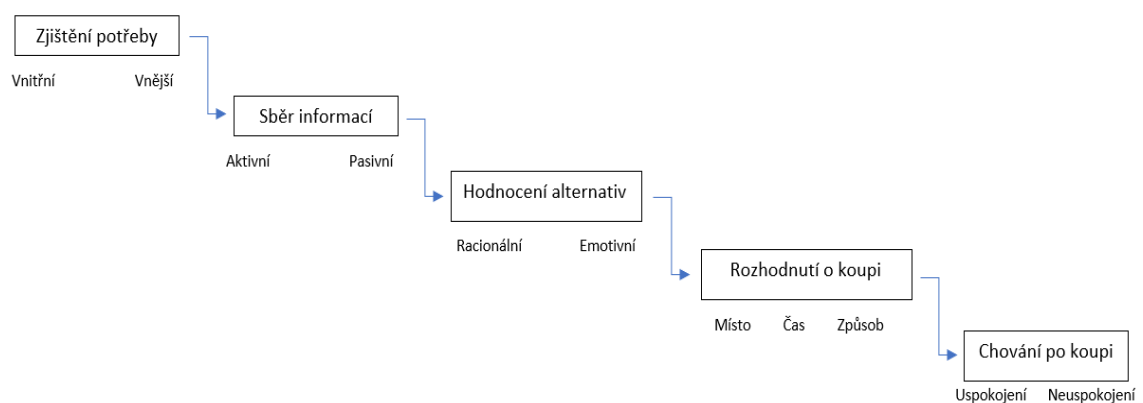 Zjištění potřeby
Vnitřní Vnější
Sběr informací
Aktivní Pasivní
Hodnocení alternativ
Racionální Emotivní
Rozhodnutí o koupi
Místo Čas Způsob
Chování po koupi
Uspokojení Neuspokojení